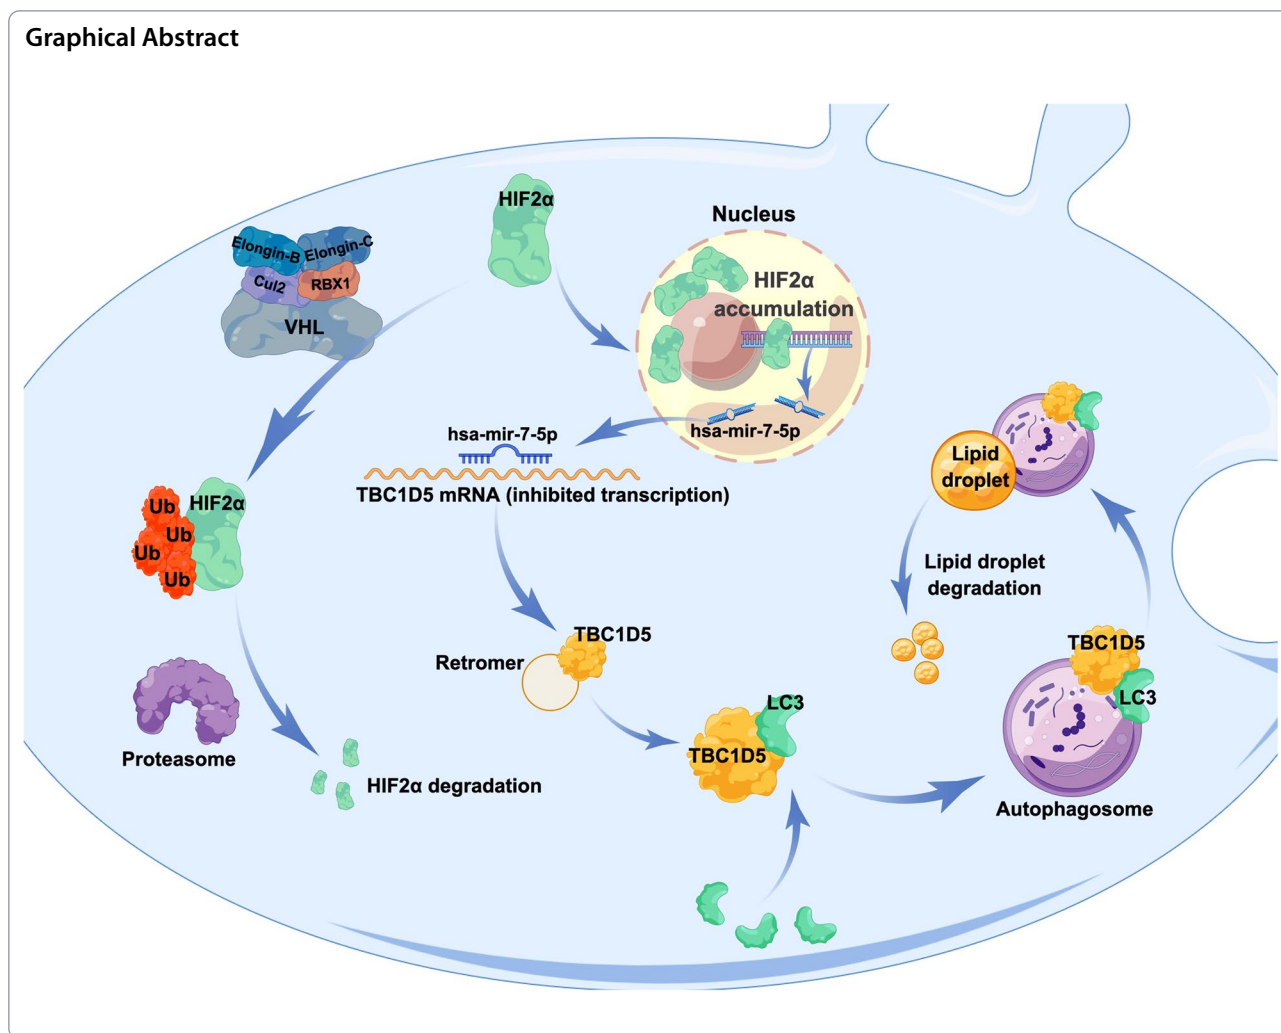 Graphical Abstract
HIF2α
Nucleus
Elongin-B
Elongin-C
Cul2
RBX1
VHL
HIF2α
accumulation
hsa-mir-7-5p
hsa-mir-7-5p
TBC1D5 mRNA (inhibited transcription)
Lipid
droplet
Ub
HIF2α
Ub
Ub
Ub
Lipid droplet
degradation
TBC1D5
Retromer
TBC1D5
LC3
LC3
TBC1D5
Proteasome
HIF2α degradation
Autophagosome